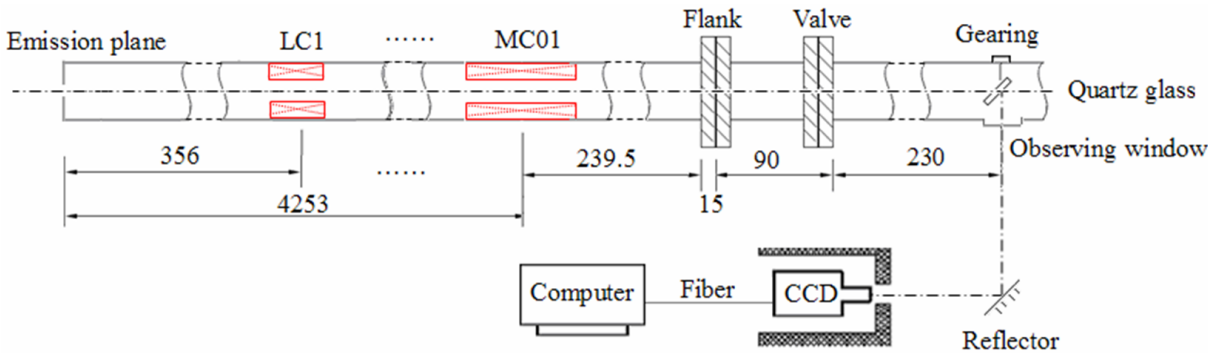 Flank
Valve
Emission plane
LC1
......
MC01
Gearing
Quartz glass
Observing window
356
......
239.5
90
230
4253
15
Computer
Fiber
CCD
Reflector